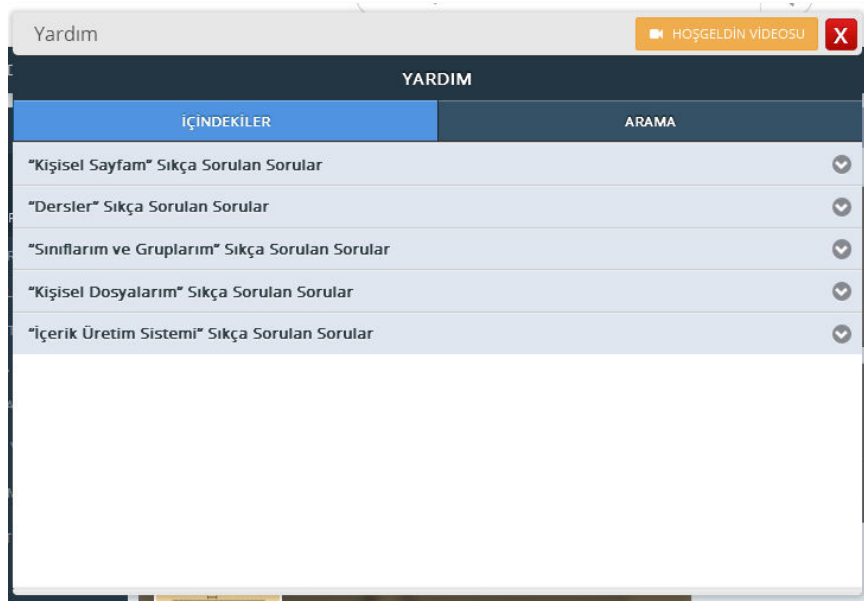 Yardım
HOŞGELDİN VİDEOSU
X
YARDIM
İÇİNDEKİLER
ARAMA
“Kişisel Sayfam” Sıkça Sorulan Sorular
“Dersler” Sıkça Sorulan Sorular
“Sınıflarım ve Gruplarım” Sıkça Sorulan Sorular
“Kişisel Dosyalarım” Sıkça Sorulan Sorular
“İçerik Üretim Sistemi” Sıkça Sorulan Sorular